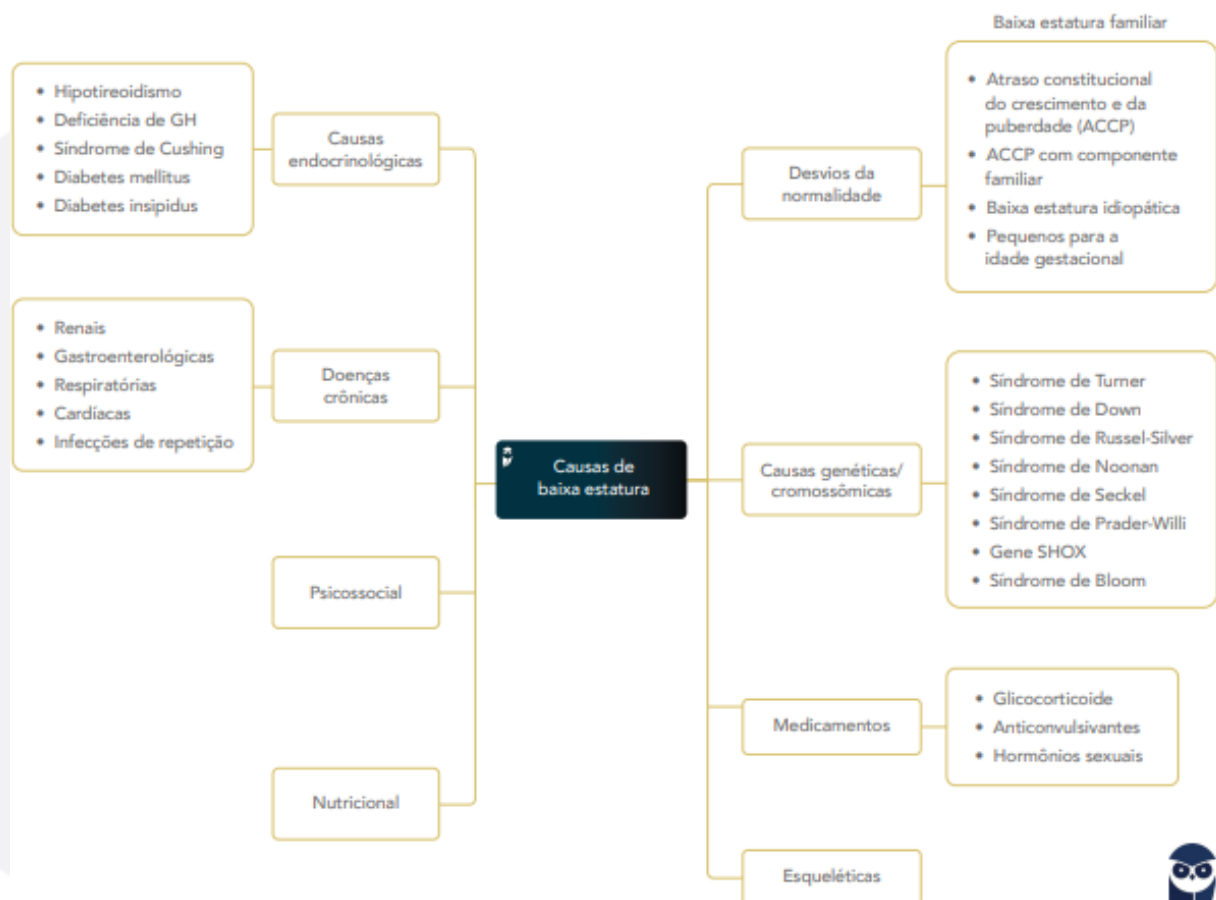 Baixa estatura familiar
• Hipotireoidismo
• Deficiência de GH
• Síndrome de Cushing
• Diabetes mellitus
• Diabetes insipidus
Causas
endocrinológicas
• Renais
• Gastroenterológicas
• Respiratórias
• Cardíacas
• Infecções de repetição
Doenças
crônicas
Psicossocial
Nutricional
Causas de
baixa estatura
Desvios da
normalidade
• Atraso constitucional
do crescimento e da
puberdade (ACCP)
• ACCP com componente
familiar
• Baixa estatura idiopática
• Pequenos para a
idade gestacional
Causas genéticas/
cromossômicas
• Síndrome de Turner
• Síndrome de Down
• Síndrome de Russel-Silver
• Síndrome de Noonan
• Síndrome de Seckel
• Síndrome de Prader-Willi
• Gene SHOX
• Síndrome de Bloom
Medicamentos
• Glicocorticoide
• Anticonvulsivantes
• Hormônios sexuais
Esqueléticas